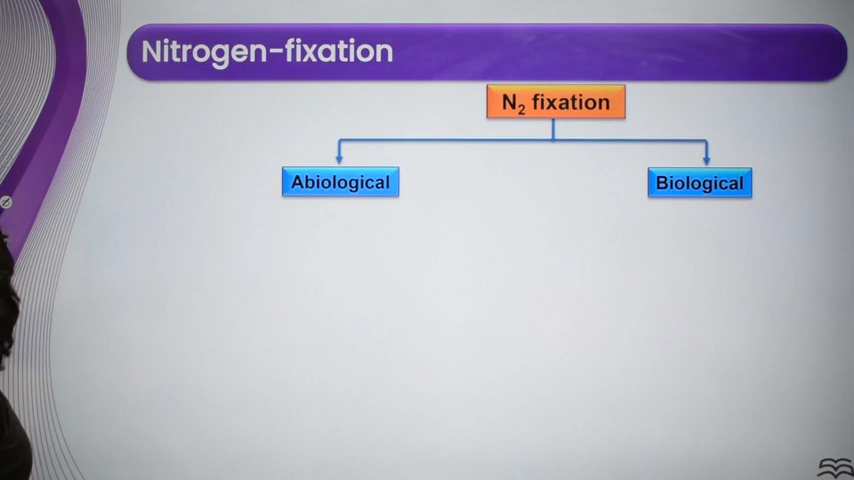 Nitrogen-fixation
N₂ fixation
Abiological
Biological